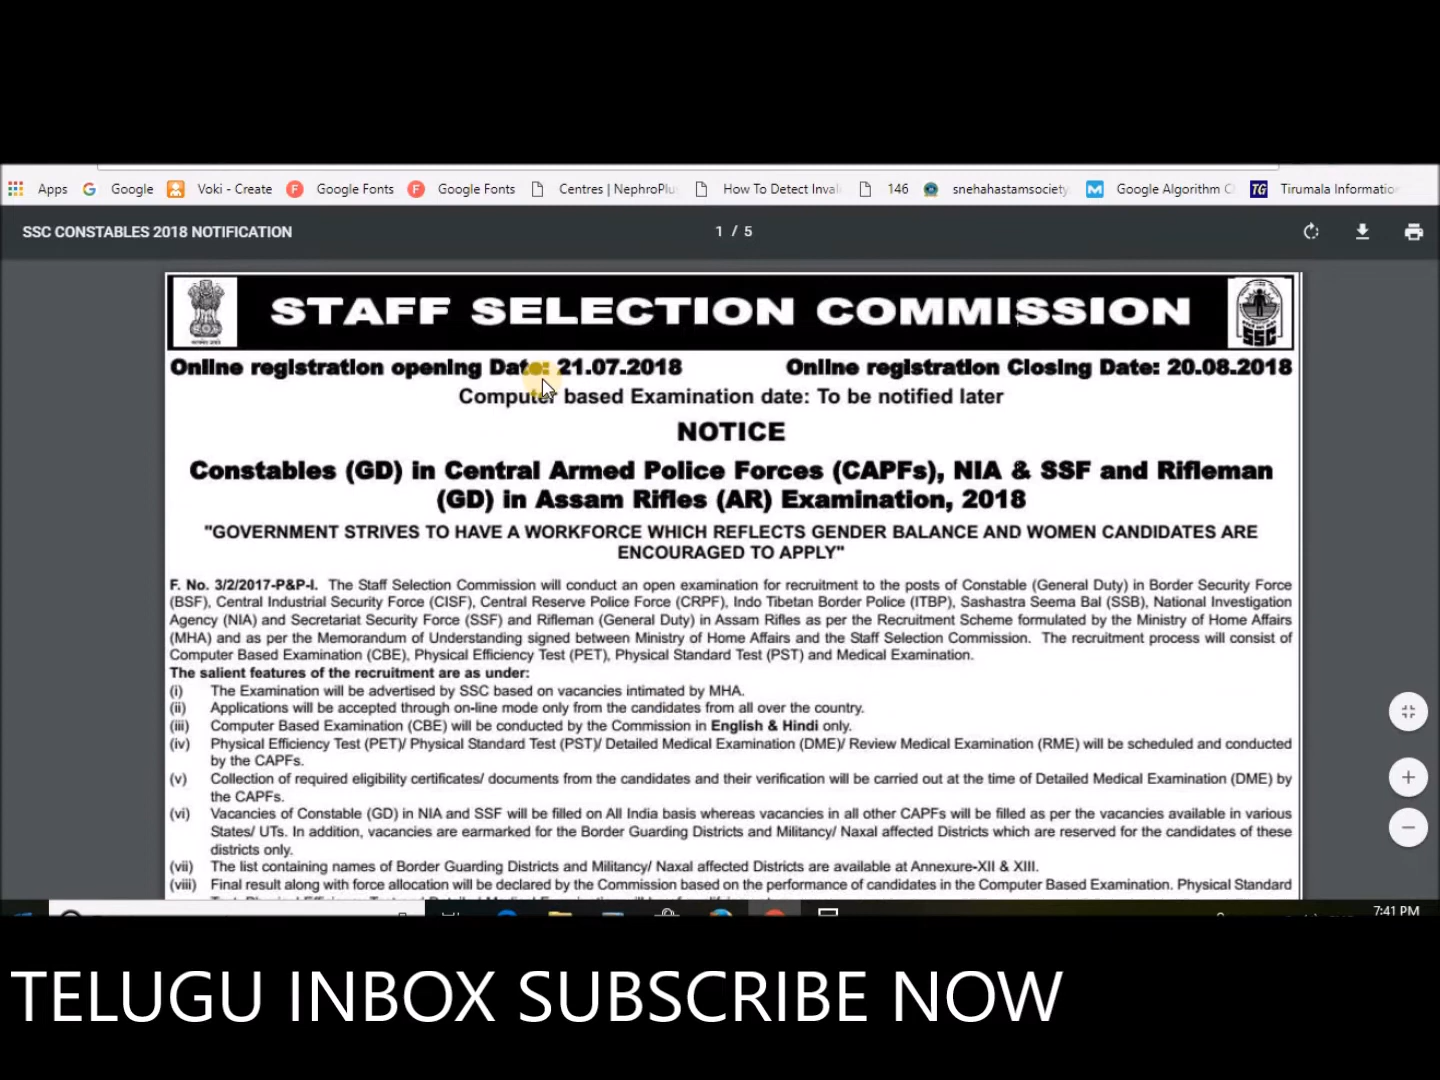 Apps Google Voki - Create Google Fonts Google Fonts Centres | NephroPlu How To Detect Invali 146 snehahastamsociety. Google Algorithm C Tirumala Informatio
SSC CONSTABLES 2018 NOTIFICATION 1 / 5
STAFF SELECTION COMMISSION
SSC
Online registration opening Date: 21.07.2018 Online registration Closing Date: 20.08.2018
Computer based Examination date: To be notified later
NOTICE
Constables (GD) in Central Armed Police Forces (CAPFs), NIA & SSF and Rifleman
(GD) in Assam Rifles (AR) Examination, 2018
"GOVERNMENT STRIVES TO HAVE A WORKFORCE WHICH REFLECTS GENDER BALANCE AND WOMEN CANDIDATES ARE
ENCOURAGED TO APPLY"
F. No. 3/2/2017-P&P-I. The Staff Selection Commission will conduct an open examination for recruitment to the posts of Constable (General Duty) in Border Security Force
(BSF), Central Industrial Security Force (CISF), Central Reserve Police Force (CRPF), Indo Tibetan Border Police (ITBP), Sashastra Seema Bal (SSB), National Investigation
Agency (NIA) and Secretariat Security Force (SSF) and Rifleman (General Duty) in Assam Rifles as per the Recruitment Scheme formulated by the Ministry of Home Affairs
(MHA) and as per the Memorandum of Understanding signed between Ministry of Home Affairs and the Staff Selection Commission. The recruitment process will consist of
Computer Based Examination (CBE), Physical Efficiency Test (PET), Physical Standard Test (PST) and Medical Examination.
The salient features of the recruitment are as under:
(i) The Examination will be advertised by SSC based on vacancies intimated by MHA.
(ii) Applications will be accepted through on-line mode only from the candidates from all over the country.
(iii) Computer Based Examination (CBE) will be conducted by the Commission in English & Hindi only.
(iv) Physical Efficiency Test (PET)/ Physical Standard Test (PST)/ Detailed Medical Examination (DME)/ Review Medical Examination (RME) will be scheduled and conducted
by the CAPFs.
(v) Collection of required eligibility certificates/ documents from the candidates and their verification will be carried out at the time of Detailed Medical Examination (DME) by
the CAPFs.
(vi) Vacancies of Constable (GD) in NIA and SSF will be filled on All India basis whereas vacancies in all other CAPFs will be filled as per the vacancies available in various
States/ UTs. In addition, vacancies are earmarked for the Border Guarding Districts and Militancy/ Naxal affected Districts which are reserved for the candidates of these
districts only.
(vii) The list containing names of Border Guarding Districts and Militancy/ Naxal affected Districts are available at Annexure-XII & XIII.
(viii) Final result along with force allocation will be declared by the Commission based on the performance of candidates in the Computer Based Examination. Physical Standard
7:41 PM
TELUGU INBOX SUBSCRIBE NOW